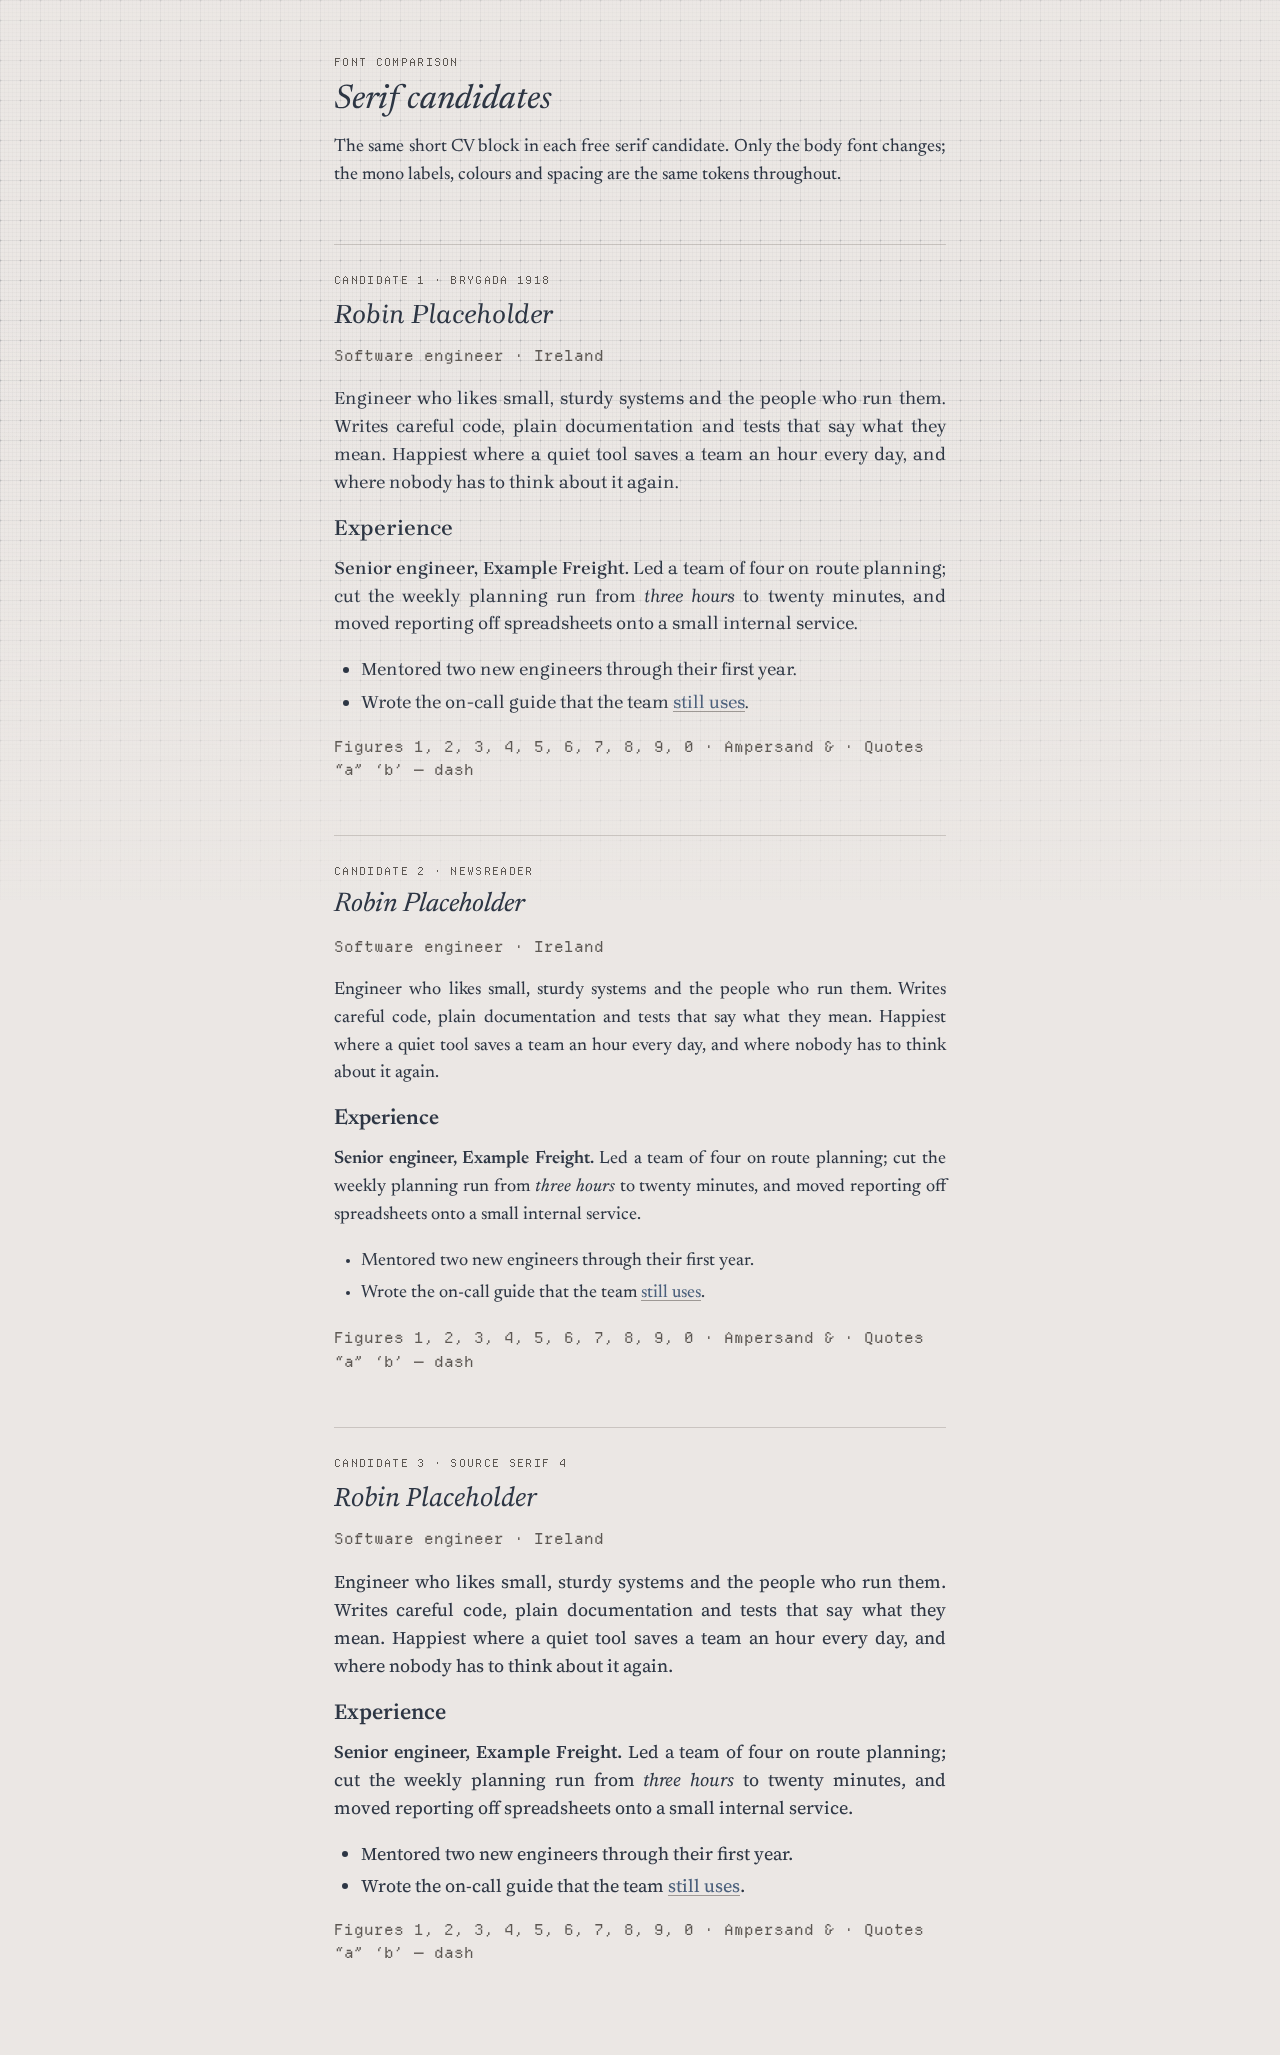 FONT COMPARISON
Serif candidates
The same short CV block in each free serif candidate. Only the body font changes;
the mono labels, colours and spacing are the same tokens throughout.
CANDIDATE 1 · BRYGADA 1918
Robin Placeholder
Software engineer · Ireland
Engineer who likes small, sturdy systems and the people who run them.
Writes careful code, plain documentation and tests that say what they
mean. Happiest where a quiet tool saves a team an hour every day, and
where nobody has to think about it again.
Experience
Senior engineer, Example Freight. Led a team of four on route planning;
cut the weekly planning run from three hours to twenty minutes, and
moved reporting off spreadsheets onto a small internal service.
• Mentored two new engineers through their first year.
• Wrote the on-call guide that the team still uses.
Figures 1, 2, 3, 4, 5, 6, 7, 8, 9, 0 · Ampersand & · Quotes
“a” ‘b’ — dash
CANDIDATE 2 · NEWSREADER
Robin Placeholder
Software engineer · Ireland
Engineer who likes small, sturdy systems and the people who run them. Writes
careful code, plain documentation and tests that say what they mean. Happiest
where a quiet tool saves a team an hour every day, and where nobody has to think
about it again.
Experience
Senior engineer, Example Freight. Led a team of four on route planning; cut the
weekly planning run from three hours to twenty minutes, and moved reporting off
spreadsheets onto a small internal service.
• Mentored two new engineers through their first year.
• Wrote the on-call guide that the team still uses.
Figures 1, 2, 3, 4, 5, 6, 7, 8, 9, 0 · Ampersand & · Quotes
“a” ‘b’ — dash
CANDIDATE 3 · SOURCE SERIF 4
Robin Placeholder
Software engineer · Ireland
Engineer who likes small, sturdy systems and the people who run them.
Writes careful code, plain documentation and tests that say what they
mean. Happiest where a quiet tool saves a team an hour every day, and
where nobody has to think about it again.
Experience
Senior engineer, Example Freight. Led a team of four on route planning;
cut the weekly planning run from three hours to twenty minutes, and
moved reporting off spreadsheets onto a small internal service.
• Mentored two new engineers through their first year.
• Wrote the on-call guide that the team still uses.
Figures 1, 2, 3, 4, 5, 6, 7, 8, 9, 0 · Ampersand & · Quotes
“a” ‘b’ — dash